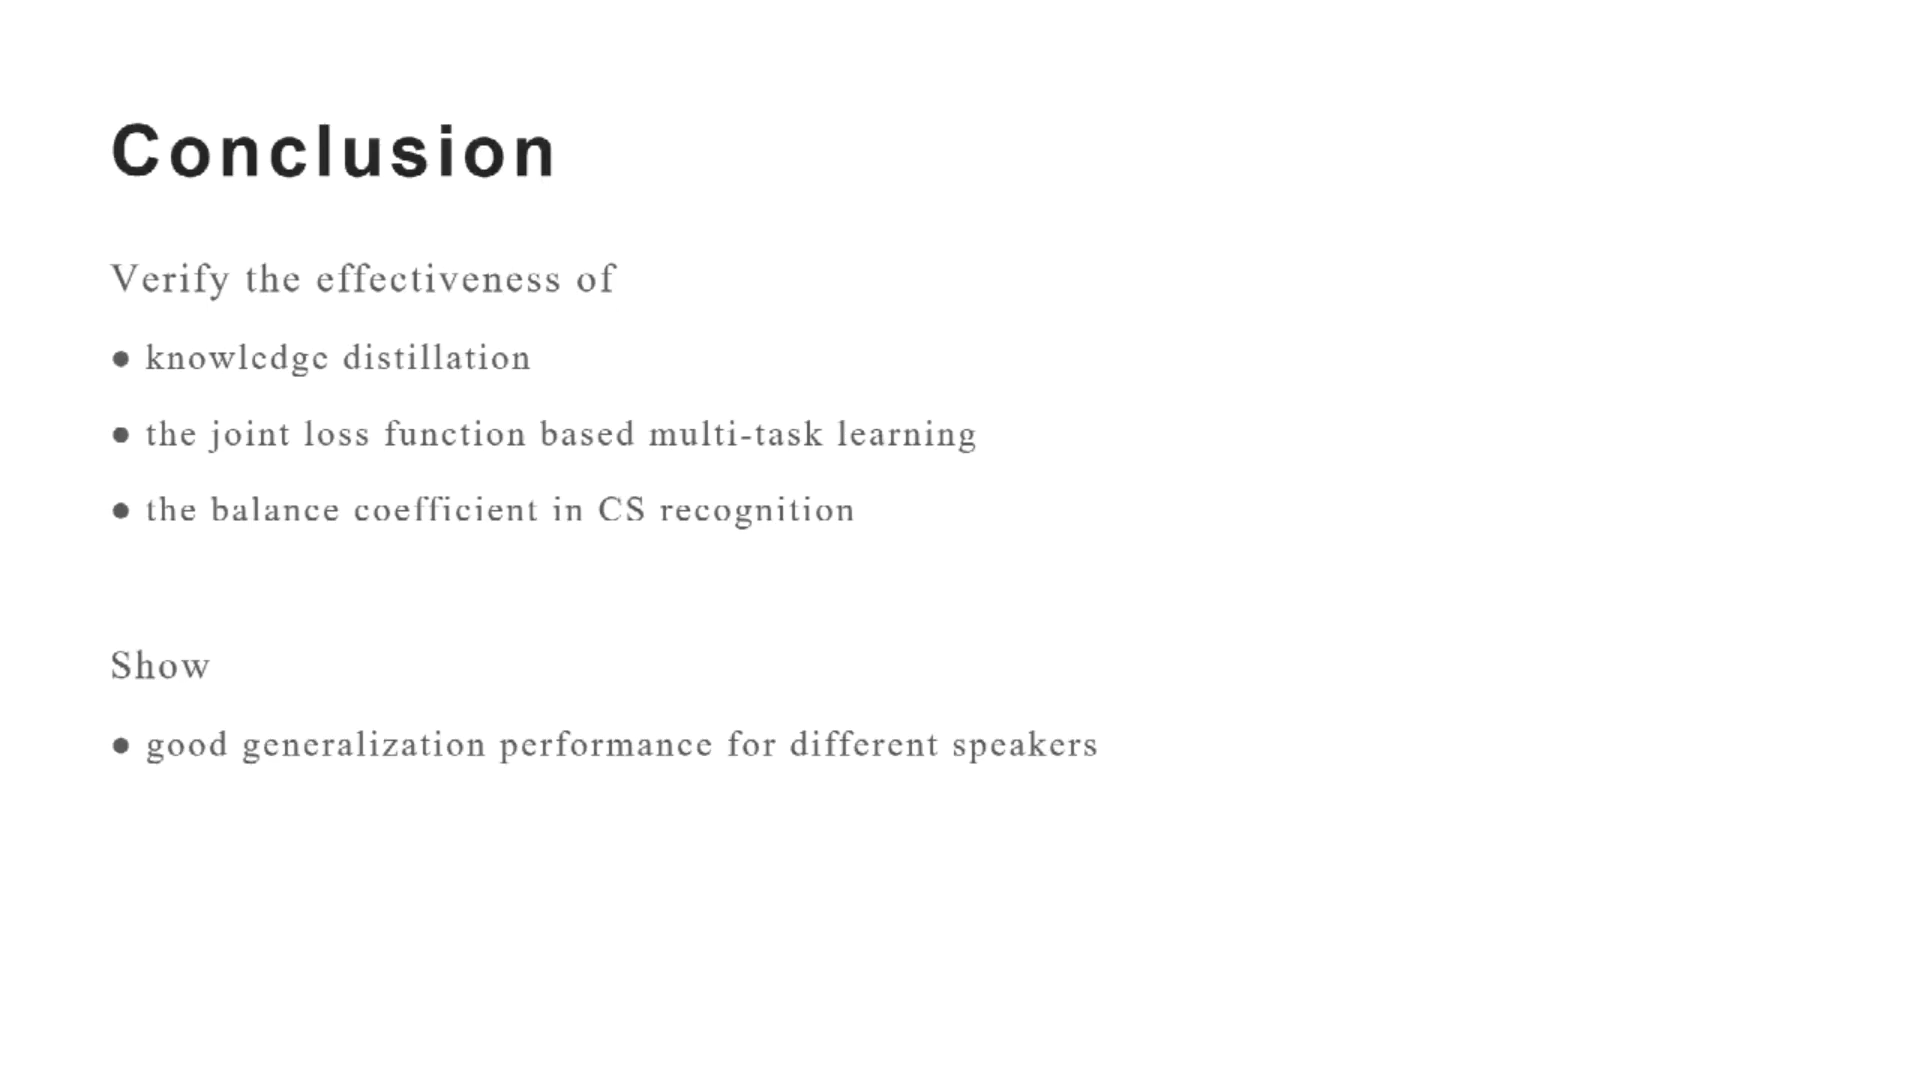 Conclusion
Verify the effectiveness of
● knowledge distillation
● the joint loss function based multi-task learning
● the balance coefficient in CS recognition
Show
● good generalization performance for different speakers